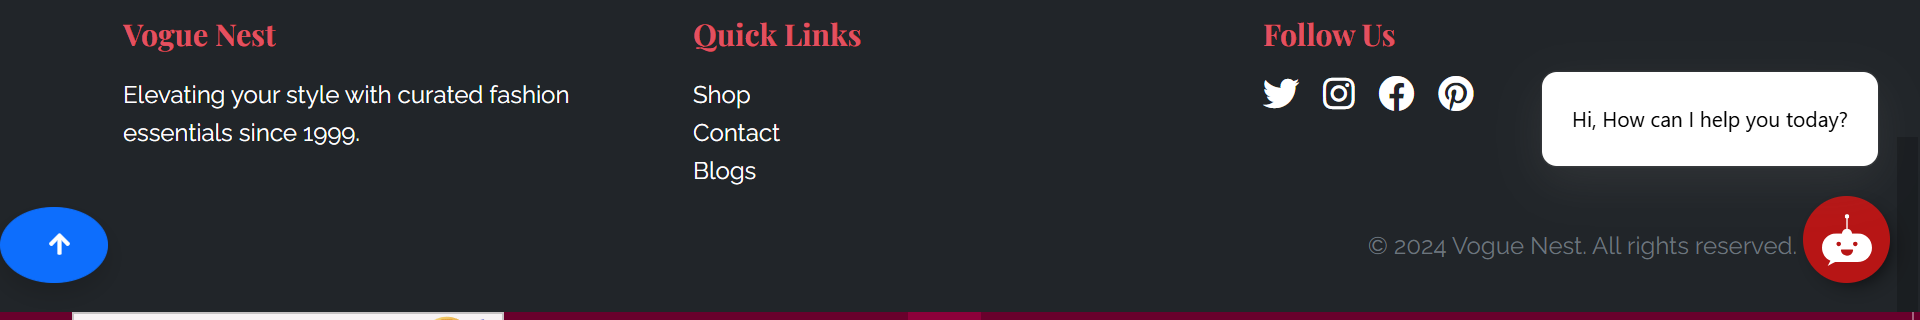 Vogue Nest
Elevating your style with curated fashion
essentials since 1999.
Quick Links
Shop
Contact
Blogs
Follow Us
Hi, How can I help you today?
© 2024 Vogue Nest. All rights reserved.